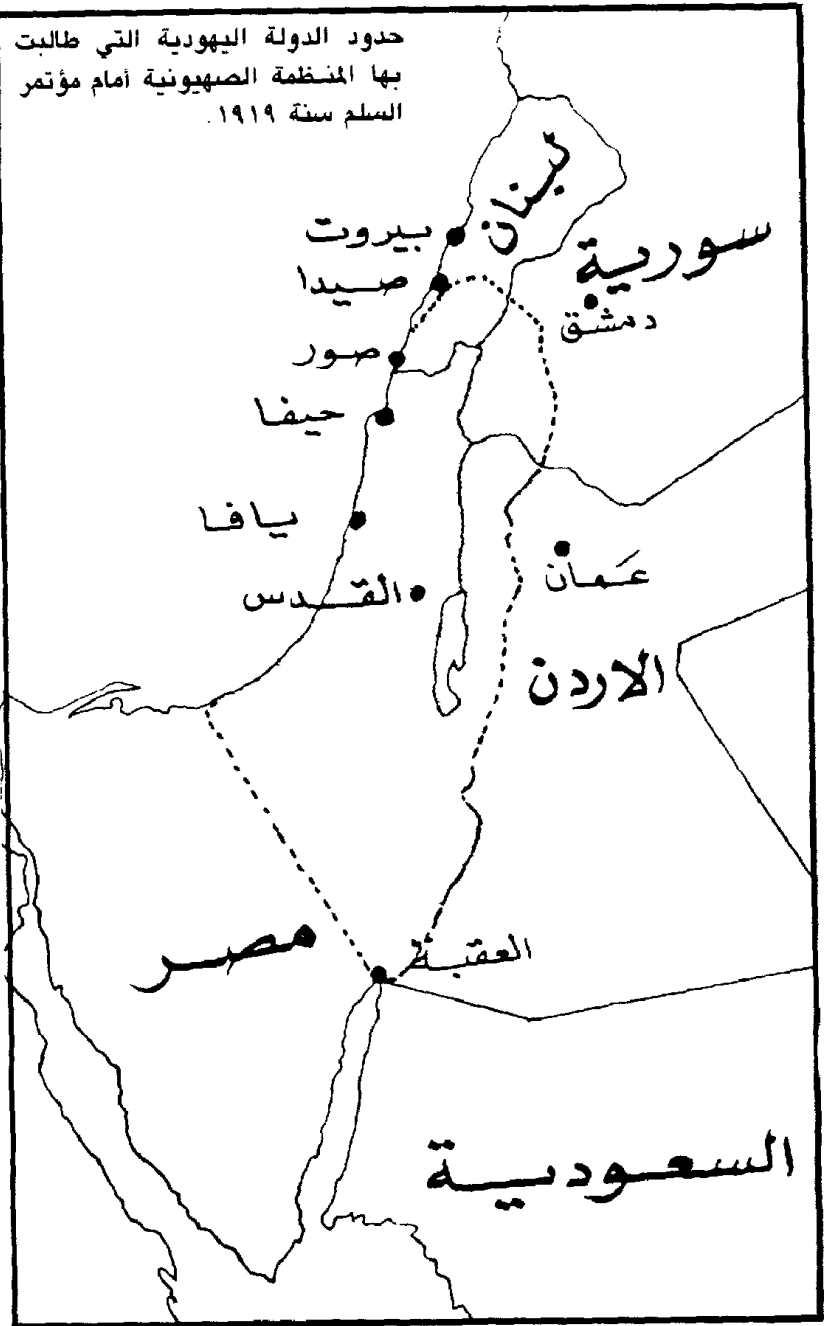 حدود الدولة اليهودية التي طالبت
بها المنظمة الصهيونية أمام مؤتمر
السلم سنة ١٩١٩.
لبنان
بيروت
سورية
صيدا
دمشق
صور
حيفا
يافا
عَمان
القدس
الاردن
مصر
العقبة
السعودية